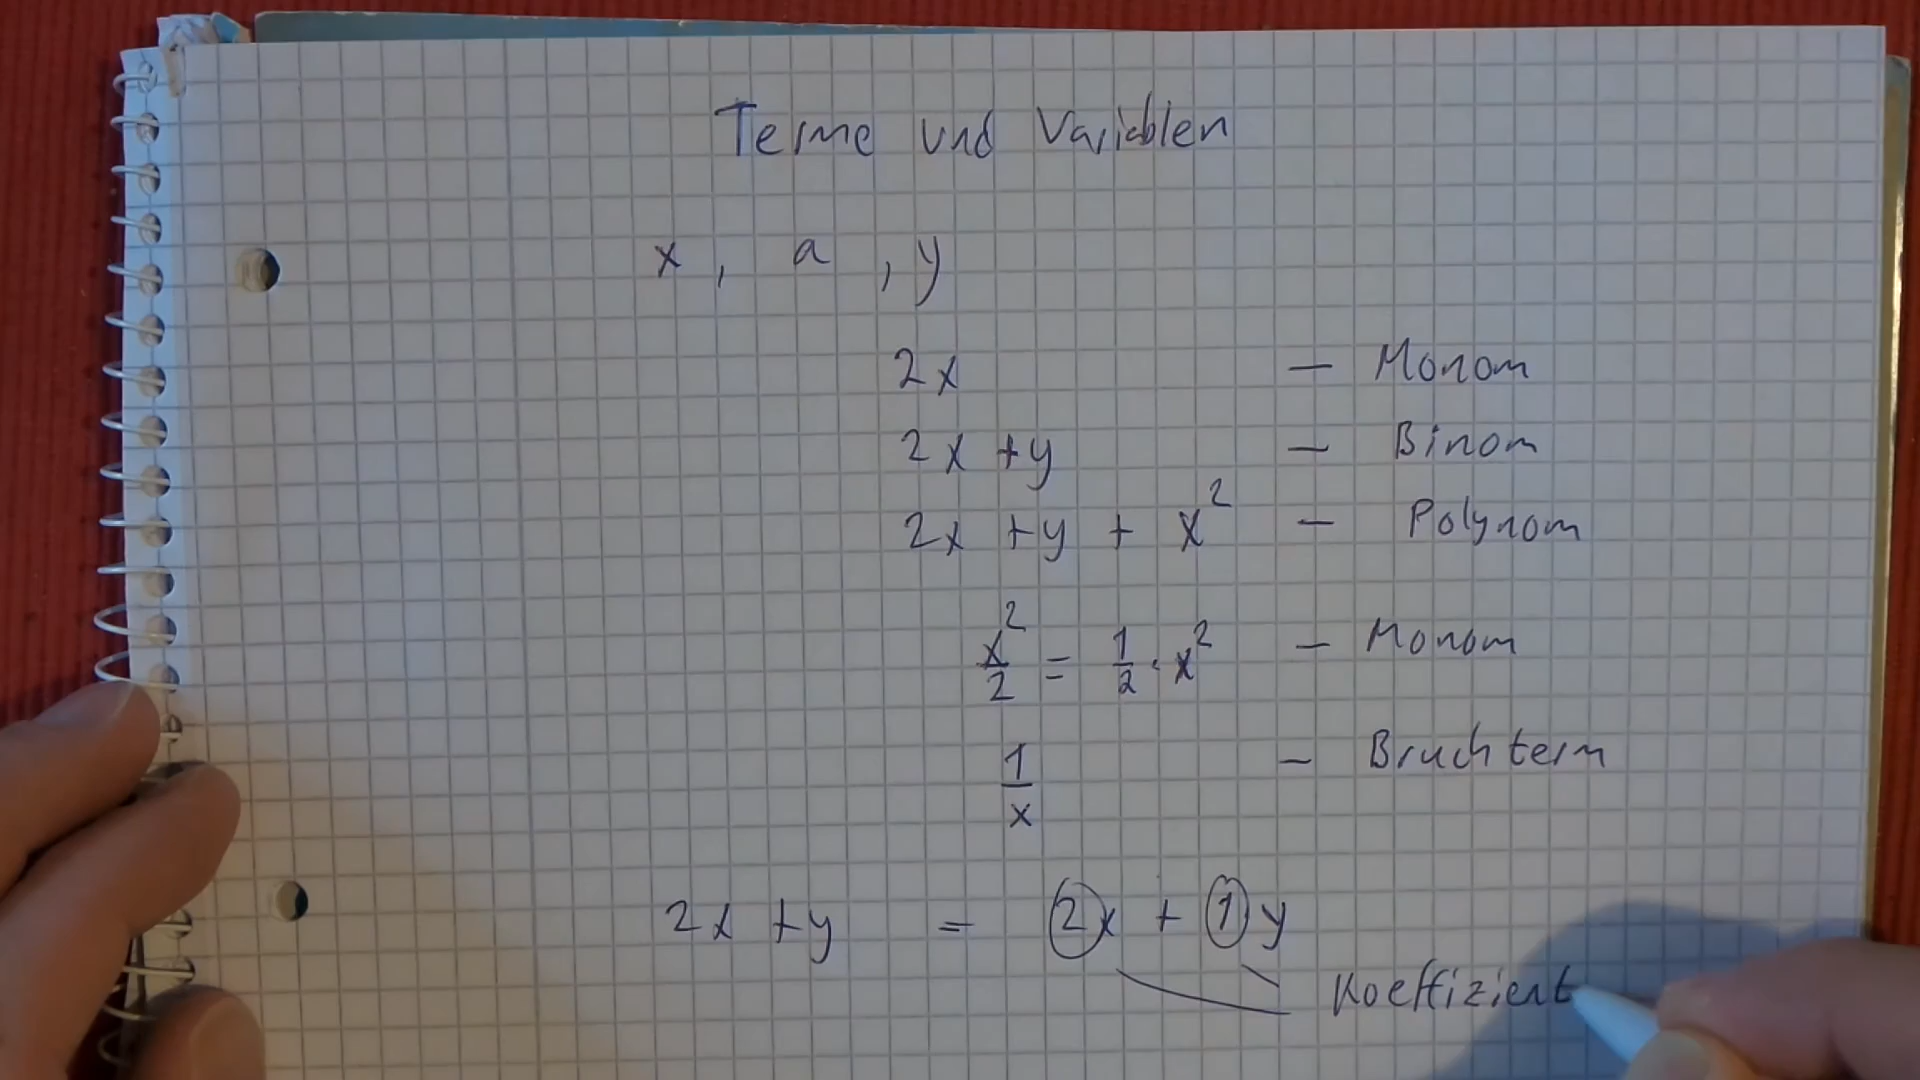 Terme und Variablen
x, a, y
2x – Monom
2x + y – Binom
2x + y + x² – Polynom
x²/2 = 1/2 · x² – Monom
1/x – Bruchterm
2x + y = 2x + 1y
Koeffizient